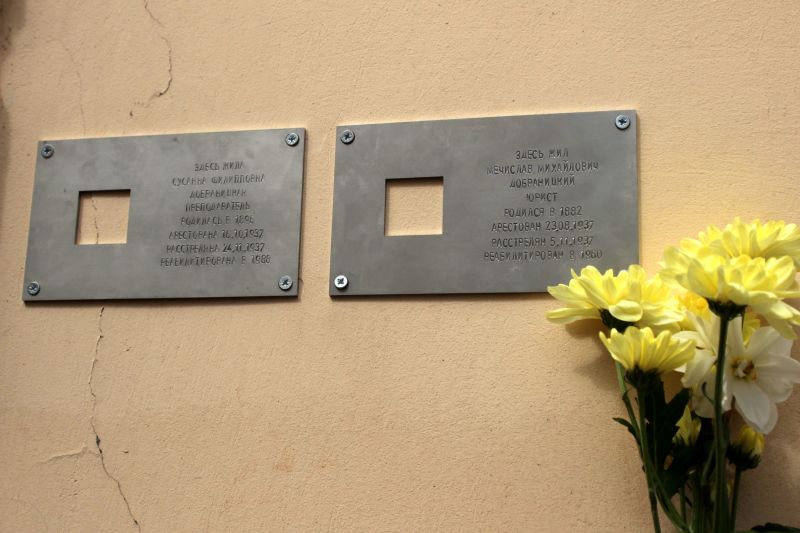 ЗДЕСЬ ЖИЛА
СУСАННА ФИЛИППОВНА
ДОБРАНИЦКАЯ
ПРЕПОДАВАТЕЛЬ
РОДИЛАСЬ В 1896
АРЕСТОВАНА 16.10.1937
РАССТРЕЛЯНА 24.11.1937
РЕАБИЛИТИРОВАНА В 1988
ЗДЕСЬ ЖИЛ
МЕЧИСЛАВ МИХАЙЛОВИЧ
ДОБРАНИЦКИЙ
ЮРИСТ
РОДИЛСЯ В 1882
АРЕСТОВАН 23.08.1937
РАССТРЕЛЯН 5.11.1937
РЕАБИЛИТИРОВАН В 1960